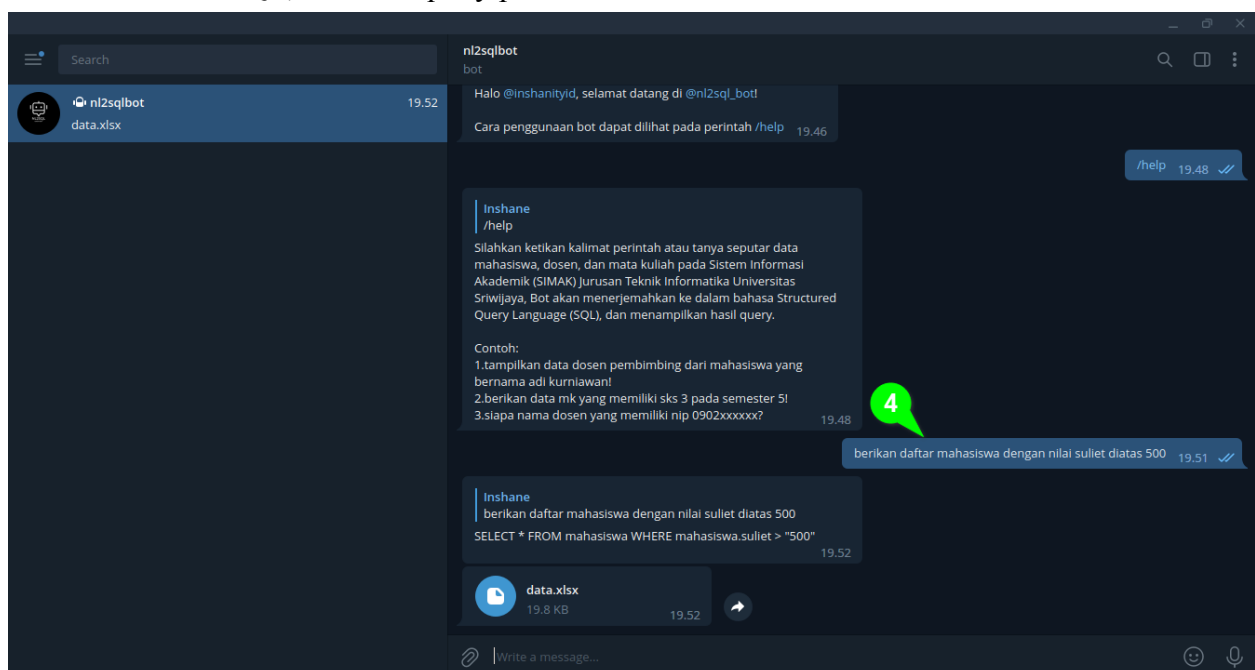 Search
nl2sqlbot
19.52
data.xlsx
nl2sqlbot
bot
Halo @inshanityid, selamat datang di @nl2sql_bot!
Cara penggunaan bot dapat dilihat pada perintah /help 19.46
/help 19.48
Inshane
/help
Silahkan ketikan kalimat perintah atau tanya seputar data
mahasiswa, dosen, dan mata kuliah pada Sistem Informasi
Akademik (SIMAK) Jurusan Teknik Informatika Universitas
Sriwijaya, Bot akan menerjemahkan ke dalam bahasa Structured
Query Language (SQL), dan menampilkan hasil query.
Contoh:
1.tampilkan data dosen pembimbing dari mahasiswa yang
bernama adi kurniawan!
2.berikan data mk yang memiliki sks 3 pada semester 5!
3.siapa nama dosen yang memiliki nip 0902xxxxxx? 19.48
4
berikan daftar mahasiswa dengan nilai suliet diatas 500 19.51
Inshane
berikan daftar mahasiswa dengan nilai suliet diatas 500
SELECT * FROM mahasiswa WHERE mahasiswa.suliet > "500"
19.52
data.xlsx
19.8 KB 19.52
Write a message...